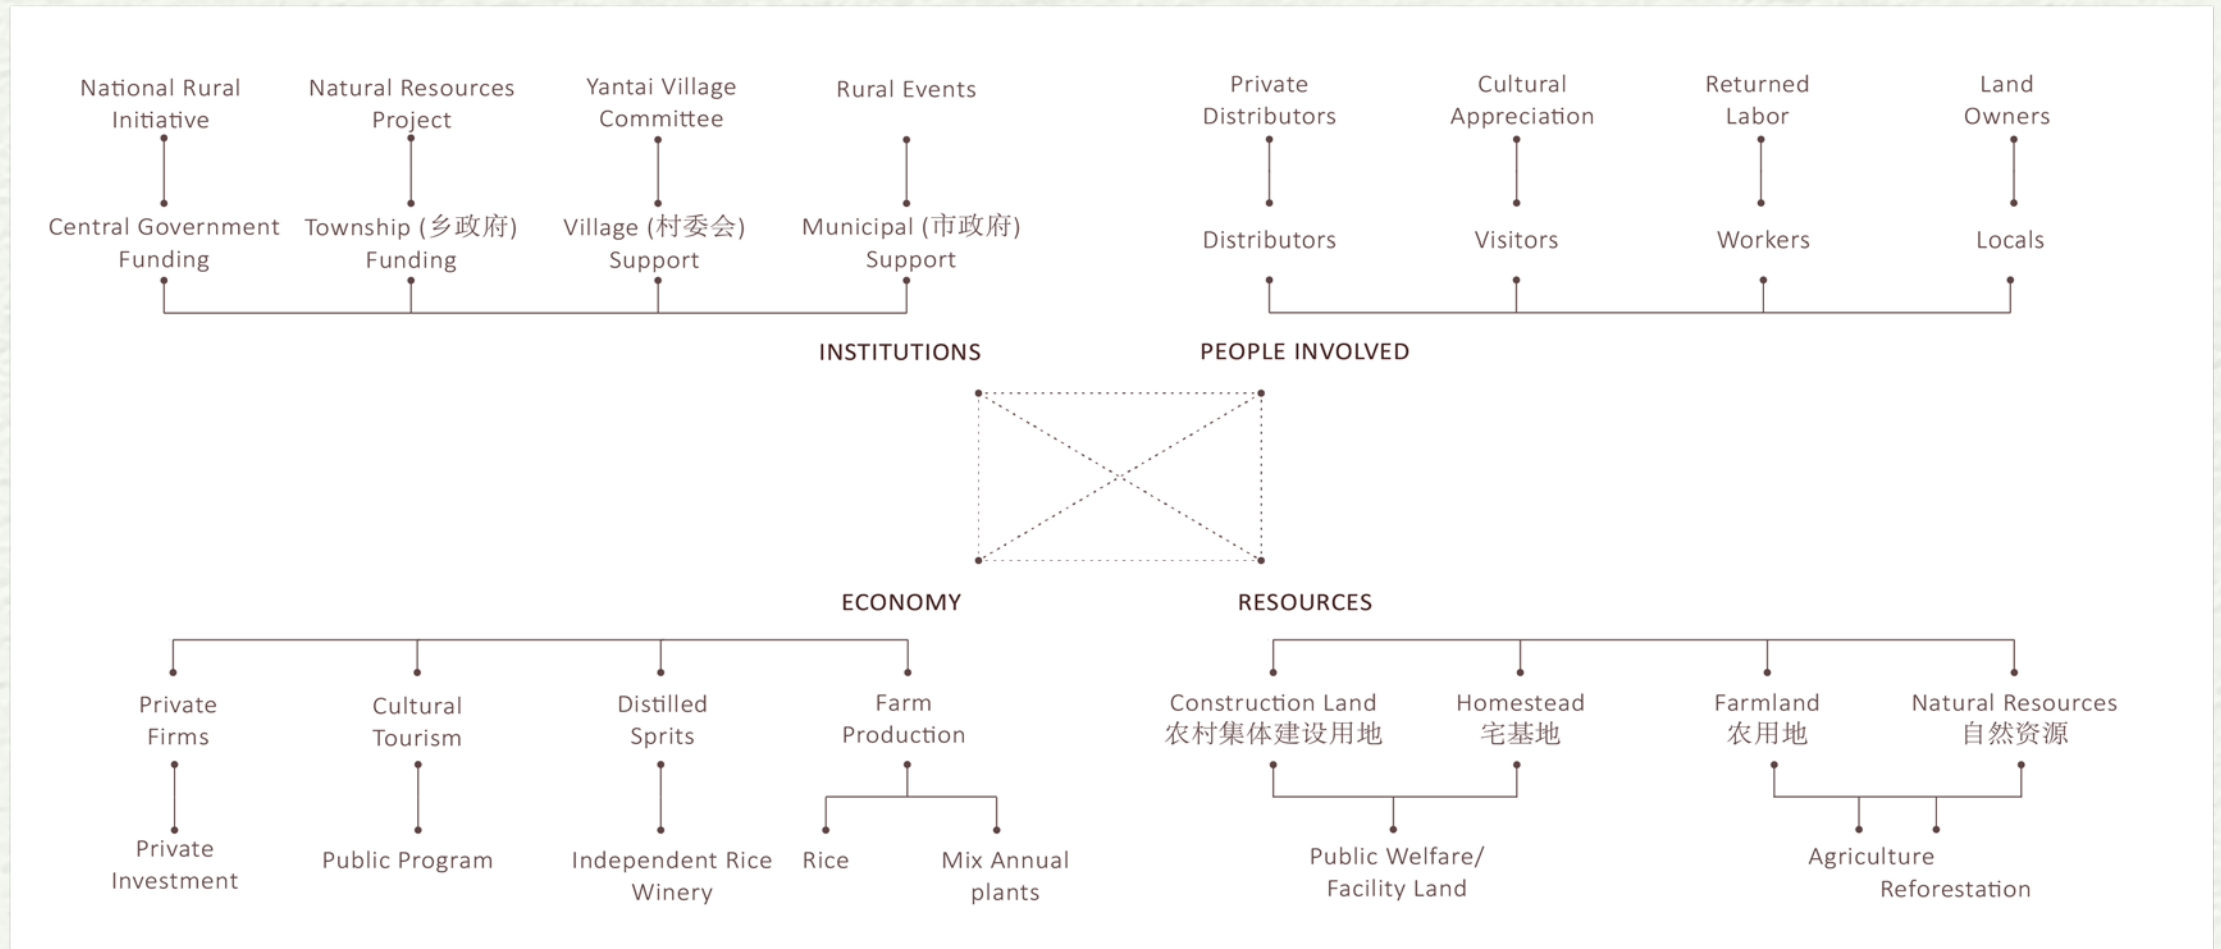 National Rural
Initiative
Natural Resources
Project
Yantai Village
Committee
Rural Events
Private
Distributors
Cultural
Appreciation
Returned
Labor
Land
Owners
Central Government
Funding
Township (乡政府)
Funding
Village (村委会)
Support
Municipal (市政府)
Support
Distributors
Visitors
Workers
Locals
INSTITUTIONS
PEOPLE INVOLVED
ECONOMY
RESOURCES
Private
Firms
Cultural
Tourism
Distilled
Sprits
Farm
Production
Construction Land
农村集体建设用地
Homestead
宅基地
Farmland
农用地
Natural Resources
自然资源
Private
Investment
Public Program
Independent Rice
Winery
Rice
Mix Annual
plants
Public Welfare/
Facility Land
Agriculture
Reforestation